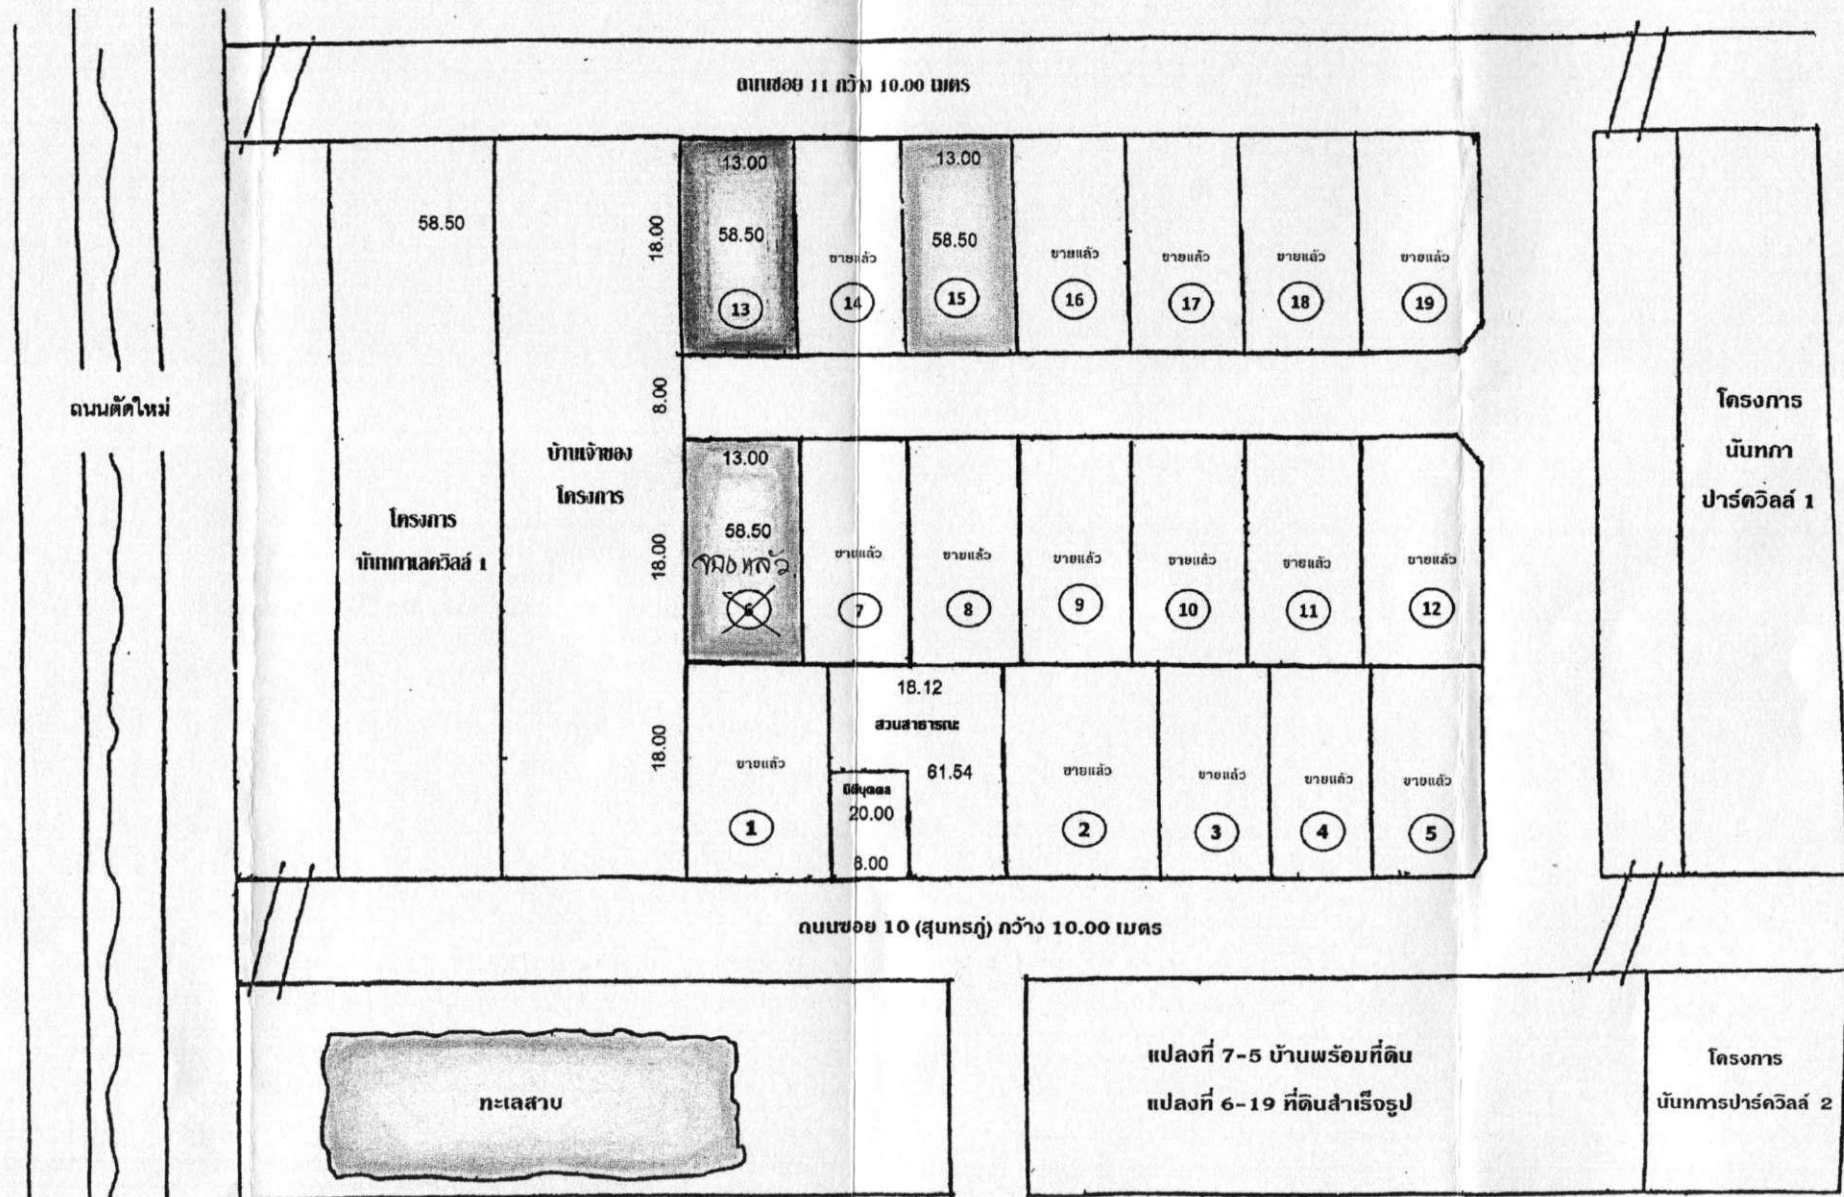 ถนนซอย 11 กว้าง 10.00 เมตร
58.50
18.00
13.00
58.50
13
ขายแล้ว
14
13.00
58.50
15
ขายแล้ว
16
ขายแล้ว
17
ขายแล้ว
18
ขายแล้ว
19
ถนนตัดใหม่
8.00
โครงการ
นันทกา
ปาร์ควิลล์ 1
บ้านเจ้าของ
โครงการ
โครงการ
นันทกาเลควิลล์ 1
18.00
13.00
58.50
จองแล้ว
6
ขายแล้ว
7
ขายแล้ว
8
ขายแล้ว
9
ขายแล้ว
10
ขายแล้ว
11
ขายแล้ว
12
18.00
ขายแล้ว
1
18.12
สวนสาธารณะ
61.54
นิติบุคคล
20.00
8.00
ขายแล้ว
2
ขายแล้ว
3
ขายแล้ว
4
ขายแล้ว
5
ถนนซอย 10 (สุนทรภู่) กว้าง 10.00 เมตร
ทะเลสาบ
แปลงที่ 7-5 บ้านพร้อมที่ดิน
แปลงที่ 6-19 ที่ดินสำเร็จรูป
โครงการ
นันทการปาร์ควิลล์ 2